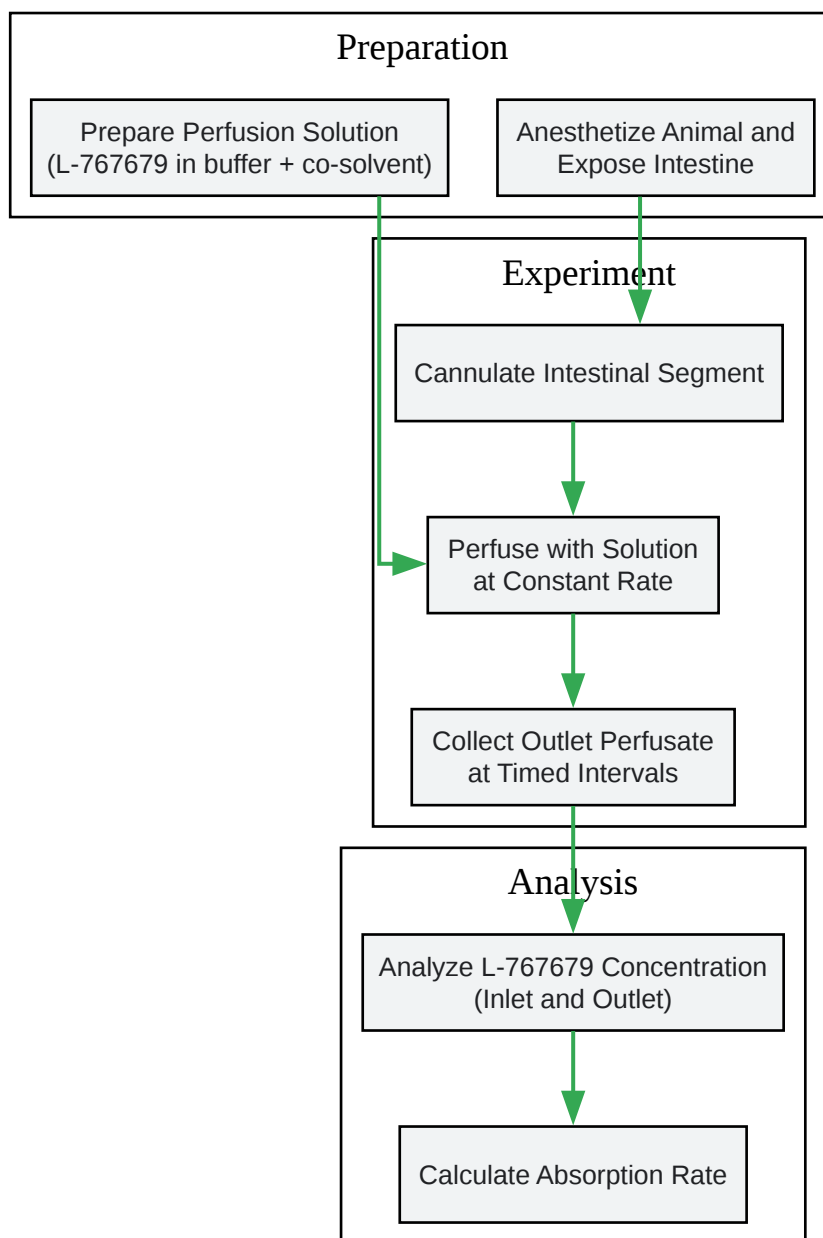 Preparation
Prepare Perfusion Solution
(L-767679 in buffer + co-solvent)
Anesthetize Animal and
Expose Intestine
Experiment
Cannulate Intestinal Segment
Perfuse with Solution
at Constant Rate
Collect Outlet Perfusate
at Timed Intervals
Analysis
Analyze L-767679 Concentration
(Inlet and Outlet)
Calculate Absorption Rate